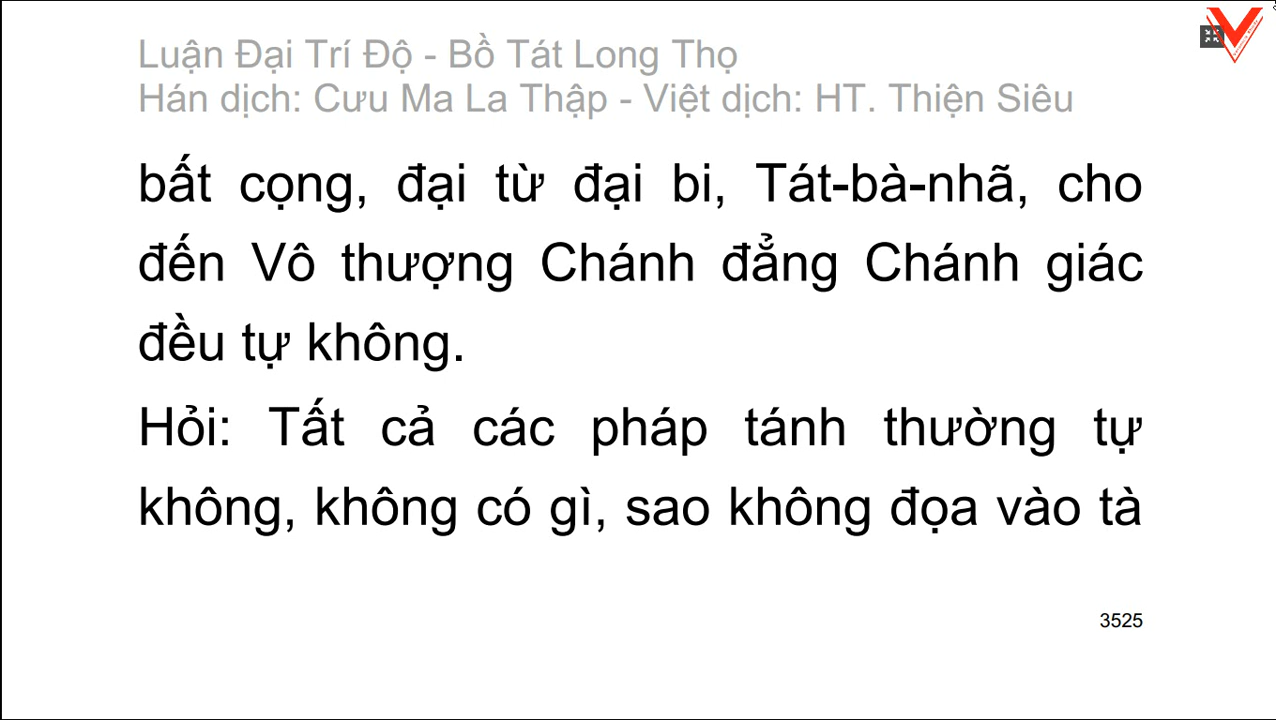 Luận Đại Trí Độ - Bồ Tát Long Thọ
Hán dịch: Cưu Ma La Thập - Việt dịch: HT. Thiện Siêu
bất cọng, đại từ đại bi, Tát-bà-nhã, cho
đến Vô thượng Chánh đẳng Chánh giác
đều tự không.
Hỏi: Tất cả các pháp tánh thường tự
không, không có gì, sao không đọa vào tà
3525